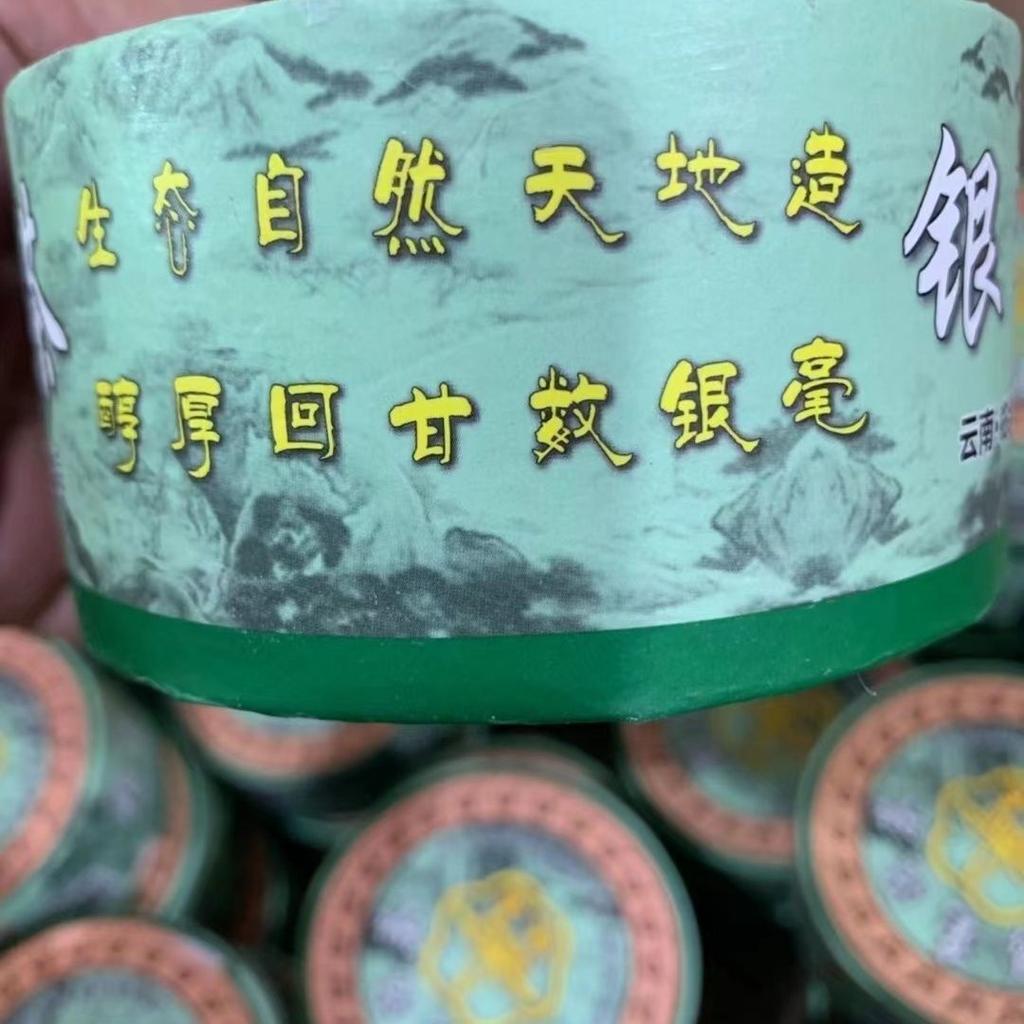 生态自然天地造
醇厚回甘数银毫
银
云南